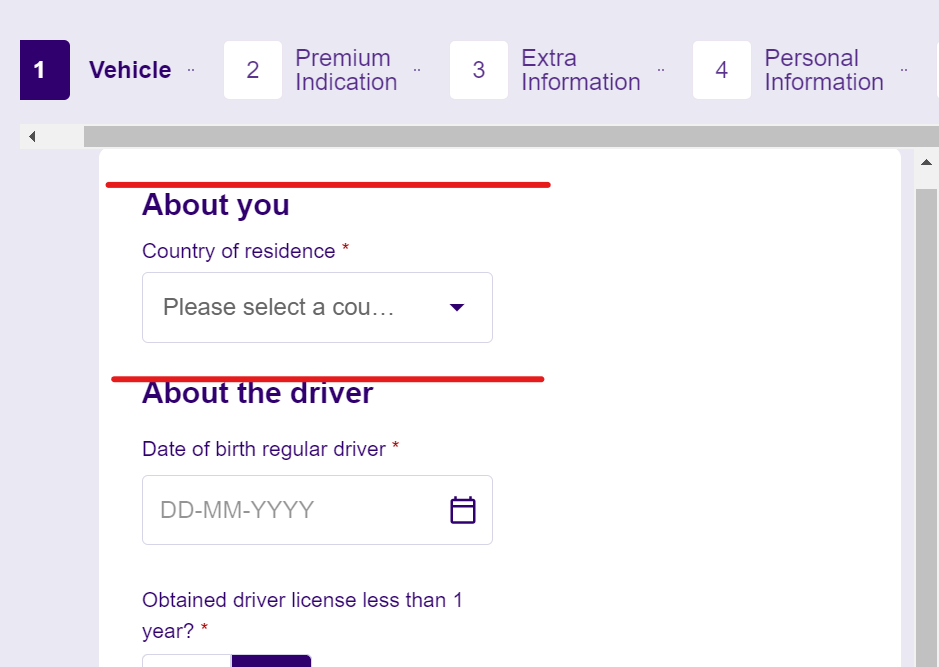 1 Vehicle .. 2 Premium .. 3 Extra .. 4 Personal ..
Indication Information Information
About you
Country of residence *
Please select a cou...
About the driver
Date of birth regular driver *
DD-MM-YYYY
Obtained driver license less than 1
year? *